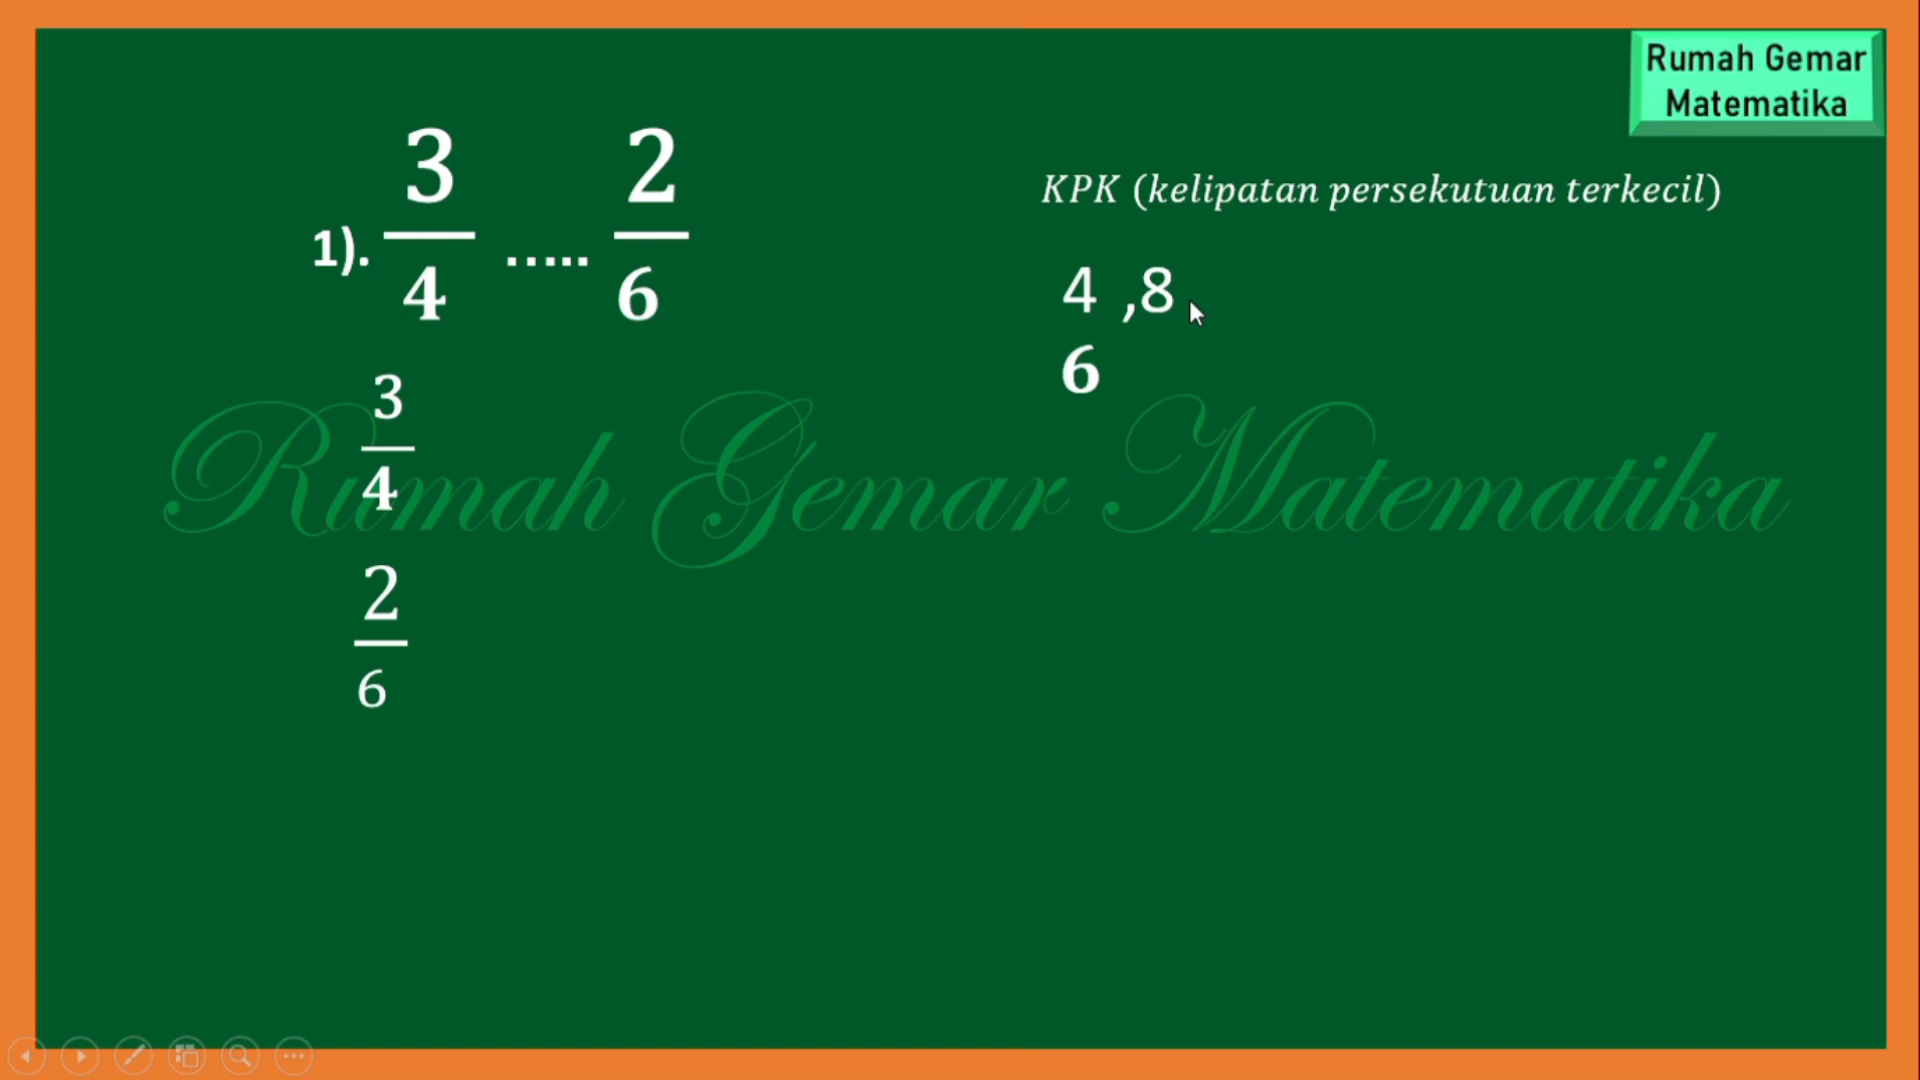 Rumah Gemar
Matematika
1). 3/4 ..... 2/6
KPK (kelipatan persekutuan terkecil)
4 ,8
6
3/4
2/6
Rumah Gemar Matematika